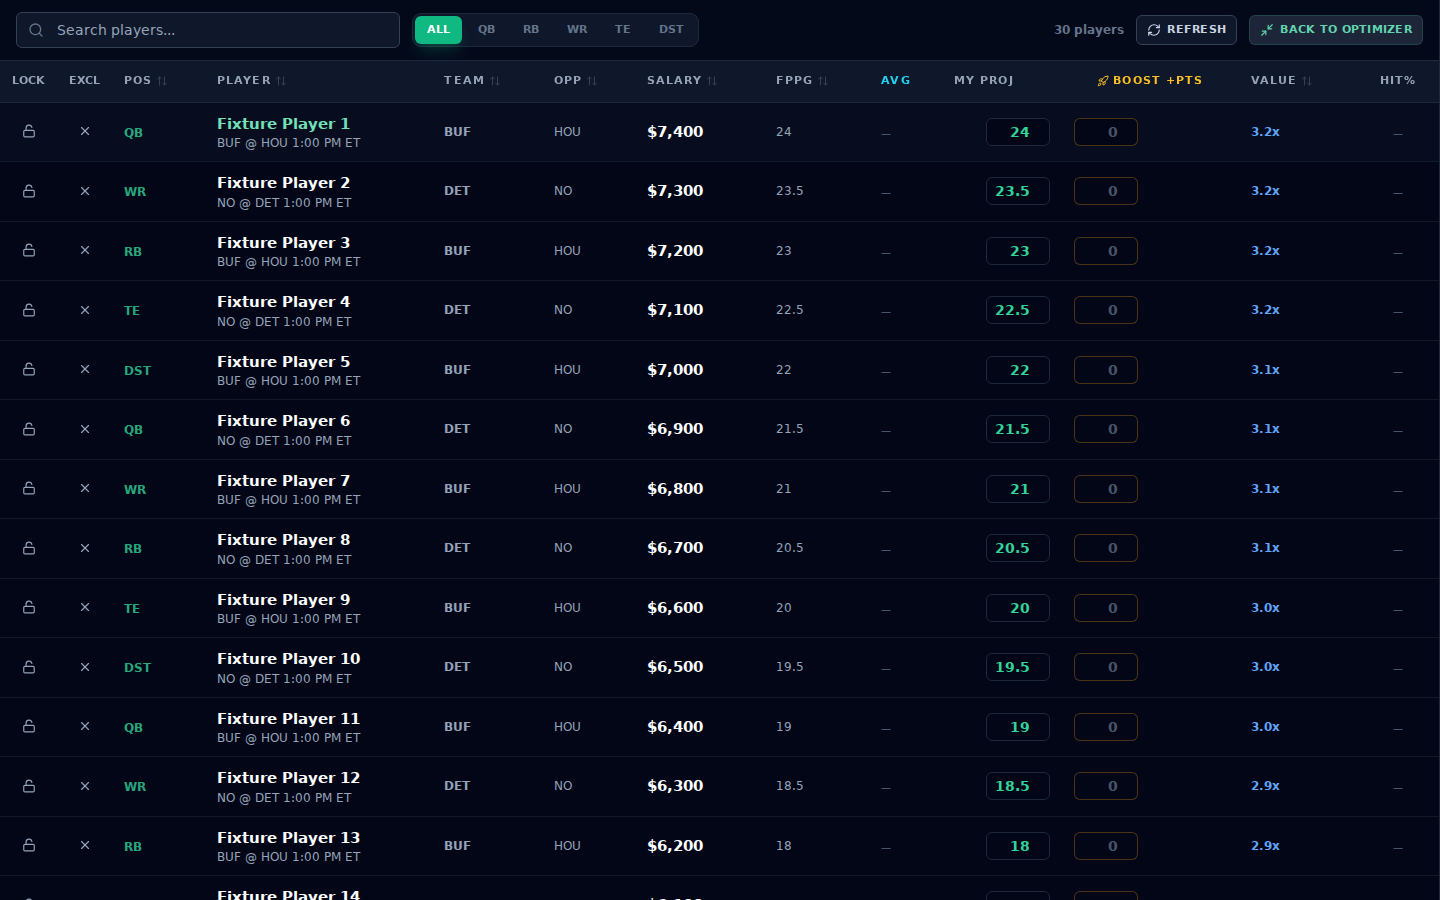 Search players...
ALL QB RB WR TE DST
30 players REFRESH BACK TO OPTIMIZER
LOCK EXCL POS PLAYER TEAM OPP SALARY FPPG AVG MY PROJ BOOST +PTS VALUE HIT%
QB Fixture Player 1 BUF HOU $7,400 24 — 24 0 3.2x —
BUF @ HOU 1:00 PM ET
WR Fixture Player 2 DET NO $7,300 23.5 — 23.5 0 3.2x —
NO @ DET 1:00 PM ET
RB Fixture Player 3 BUF HOU $7,200 23 — 23 0 3.2x —
BUF @ HOU 1:00 PM ET
TE Fixture Player 4 DET NO $7,100 22.5 — 22.5 0 3.2x —
NO @ DET 1:00 PM ET
DST Fixture Player 5 BUF HOU $7,000 22 — 22 0 3.1x —
BUF @ HOU 1:00 PM ET
QB Fixture Player 6 DET NO $6,900 21.5 — 21.5 0 3.1x —
NO @ DET 1:00 PM ET
WR Fixture Player 7 BUF HOU $6,800 21 — 21 0 3.1x —
BUF @ HOU 1:00 PM ET
RB Fixture Player 8 DET NO $6,700 20.5 — 20.5 0 3.1x —
NO @ DET 1:00 PM ET
TE Fixture Player 9 BUF HOU $6,600 20 — 20 0 3.0x —
BUF @ HOU 1:00 PM ET
DST Fixture Player 10 DET NO $6,500 19.5 — 19.5 0 3.0x —
NO @ DET 1:00 PM ET
QB Fixture Player 11 BUF HOU $6,400 19 — 19 0 3.0x —
BUF @ HOU 1:00 PM ET
WR Fixture Player 12 DET NO $6,300 18.5 — 18.5 0 2.9x —
NO @ DET 1:00 PM ET
RB Fixture Player 13 BUF HOU $6,200 18 — 18 0 2.9x —
BUF @ HOU 1:00 PM ET
Fixture Player 14